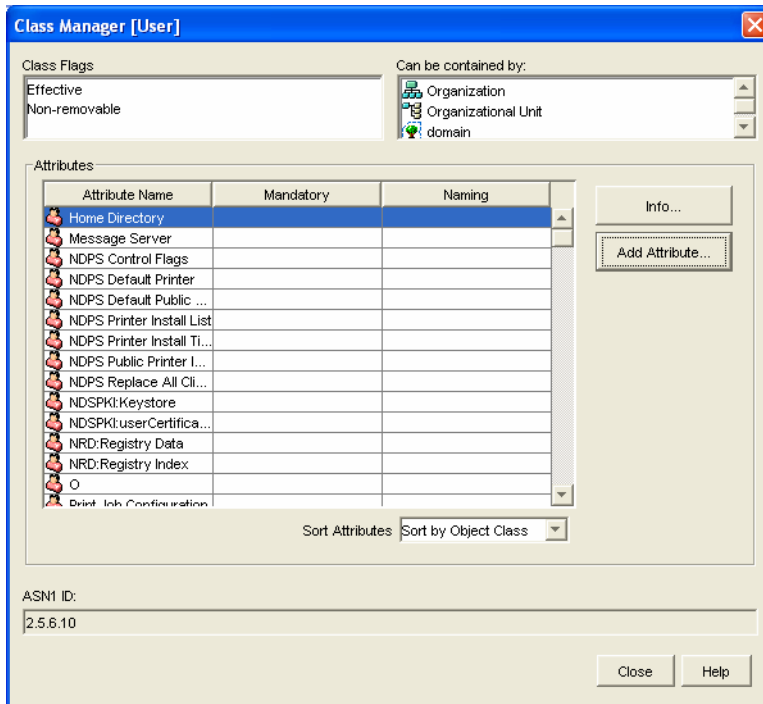 Class Manager [User]
Class Flags
Effective
Non-removable
Can be contained by:
Organization
Organizational Unit
domain
Attributes
Attribute Name Mandatory Naming
Home Directory
Message Server
NDPS Control Flags
NDPS Default Printer
NDPS Default Public ...
NDPS Printer Install List
NDPS Printer Install Ti...
NDPS Public Printer I...
NDPS Replace All Cli...
NDSPKI:Keystore
NDSPKI:userCertifica...
NRD:Registry Data
NRD:Registry Index
O
Print Job Configuration
Info...
Add Attribute...
Sort Attributes Sort by Object Class
ASN1 ID:
2.5.6.10
Close Help